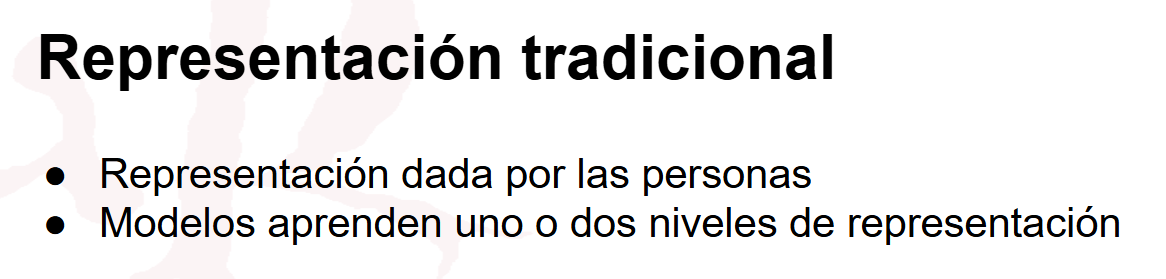 Representación tradicional
● Representación dada por las personas
● Modelos aprenden uno o dos niveles de representación